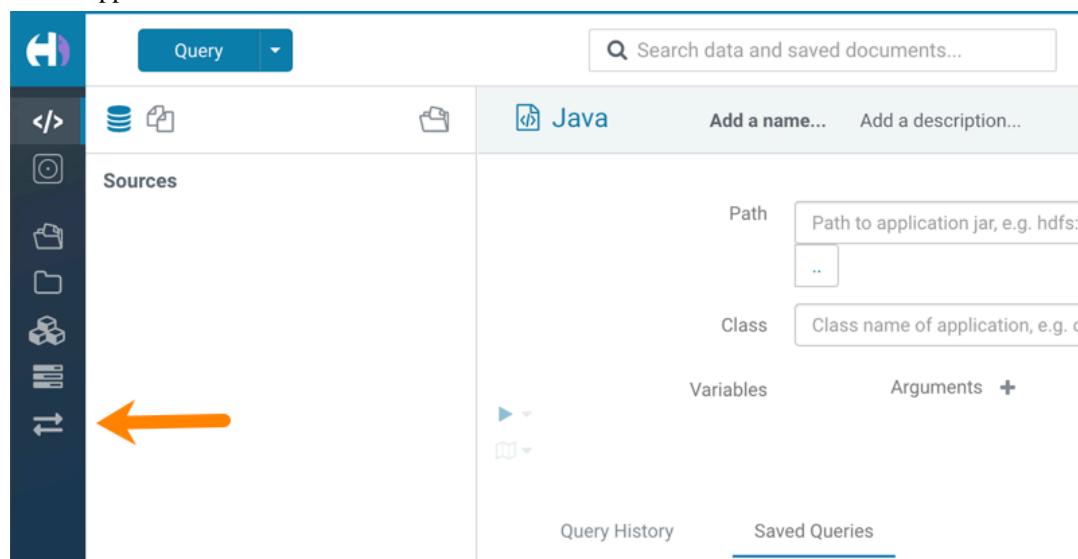 Query
Search data and saved documents...
</>
Java
Add a name...
Add a description...
Sources
Path
Path to application jar, e.g. hdfs:
..
Class
Class name of application, e.g.
Variables
Arguments +
Query History
Saved Queries